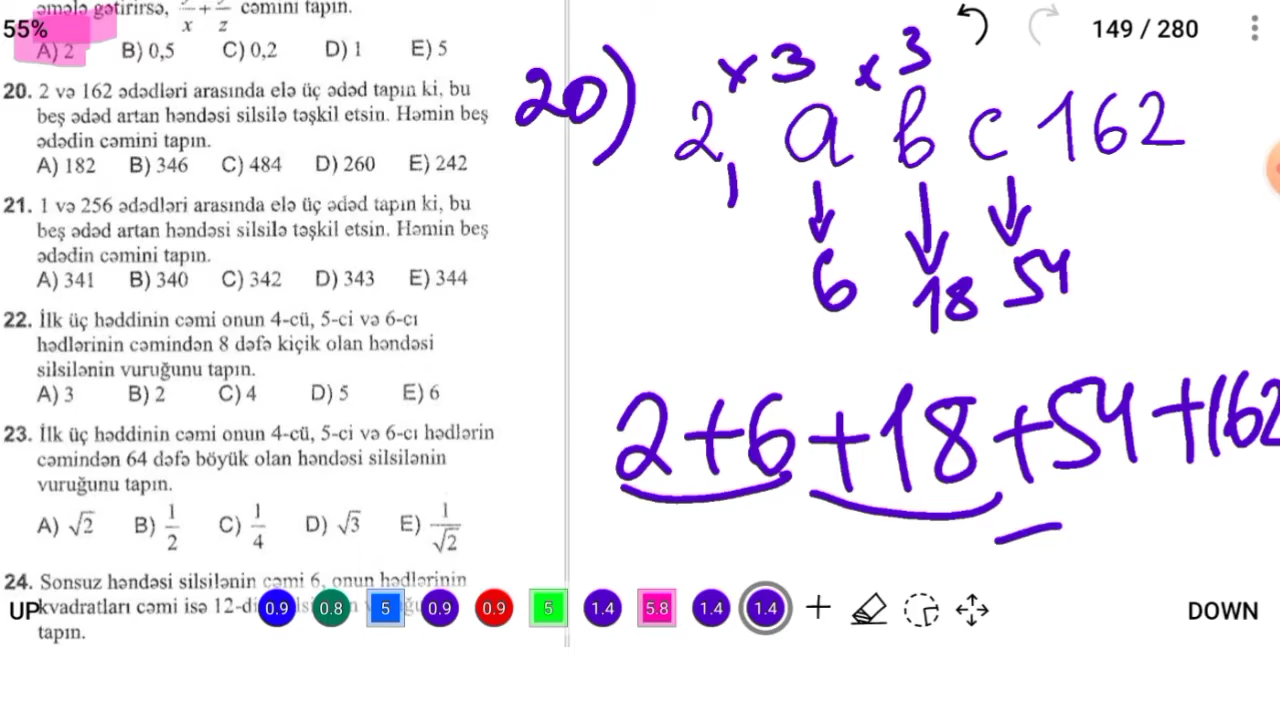 əmələ gətirirsə, + cəmini tapın.
x z
55%
A) 2 B) 0,5 C) 0,2 D) 1 E) 5
149 / 280
20. 2 və 162 ədədləri arasında elə üç ədəd tapın ki, bu
beş ədəd artan həndəsi silsilə təşkil etsin. Həmin beş
ədədin cəmini tapın.
A) 182 B) 346 C) 484 D) 260 E) 242
21. 1 və 256 ədədləri arasında elə üç ədəd tapın ki, bu
beş ədəd artan həndəsi silsilə təşkil etsin. Həmin beş
ədədin cəmini tapın.
A) 341 B) 340 C) 342 D) 343 E) 344
22. İlk üç həddinin cəmi onun 4-cü, 5-ci və 6-cı
hədlərinin cəmindən 8 dəfə kiçik olan həndəsi
silsilənin vuruğunu tapın.
A) 3 B) 2 C) 4 D) 5 E) 6
23. İlk üç həddinin cəmi onun 4-cü, 5-ci və 6-cı hədlərin
cəmindən 64 dəfə böyük olan həndəsi silsilənin
vuruğunu tapın.
A) √2 B) 1/2 C) 1/4 D) √3 E) 1/√2
24. Sonsuz həndəsi silsilənin cəmi 6, onun hədlərinin
kvadratları cəmi isə
tapın.
20)
x3 x3
2, a b c 162
6 18 54
2+6+18+54+162
UP 0.9 0.8 5 0.9 0.9 5 1.4 5.8 1.4 1.4 DOWN